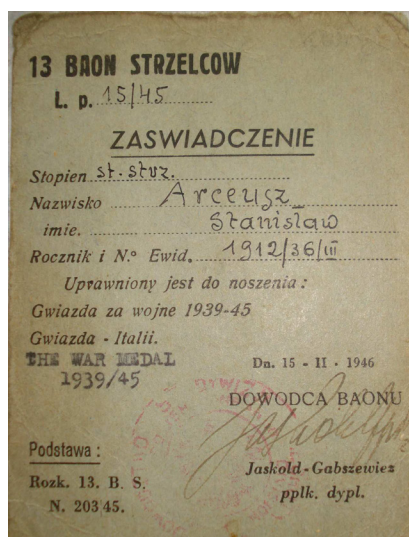 13 BAON STRZELCOW
L. p. 15/45
ZASWIADCZENIE
Stopien st. strz.
Nazwisko Arceusz
imie. Stanislaw
Rocznik i N.° Ewid. 1912/36/III
Uprawniony jest do noszenia :
Gwiazda za wojne 1939-45
Gwiazda - Italii.
THE WAR MEDAL
1939/45
Dn. 15 - II - 1946
DOWODCA BAONU
Podstawa :
Rozk. 13. B. S.
N. 203 45.
Jaskold-Gabszewicz
pplk. dypl.